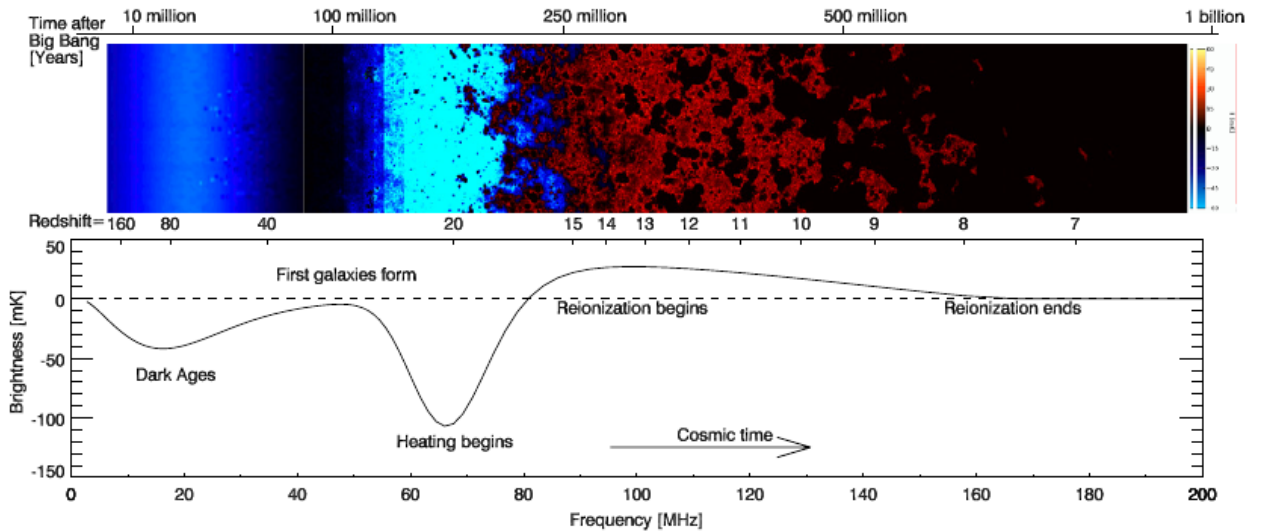 Time after
Big Bang
[Years]
10 million 100 million 250 million 500 million 1 billion
Redshift= 160 80 40 20 15 14 13 12 11 10 9 8 7
50
0
-50
-100
-150
Brightness [mK]
First galaxies form
Reionization begins
Reionization ends
Dark Ages
Heating begins
Cosmic time
0 20 40 60 80 100 120 140 160 180 200
Frequency [MHz]